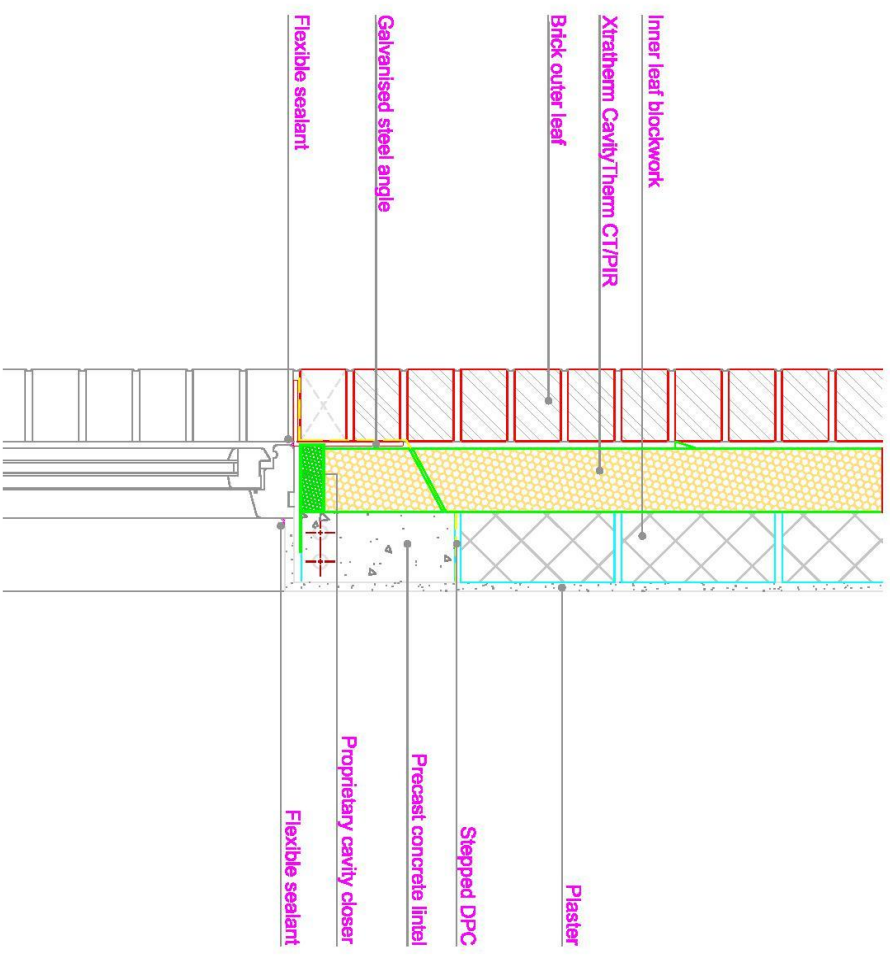 Inner leaf blockwork
Xtratherm CavityTherm CT/PIR
Brick outer leaf
Galvanised steel angle
Flexible sealant
Plaster
Stepped DPC
Precast concrete lintel
Proprietary cavity closer
Flexible sealant